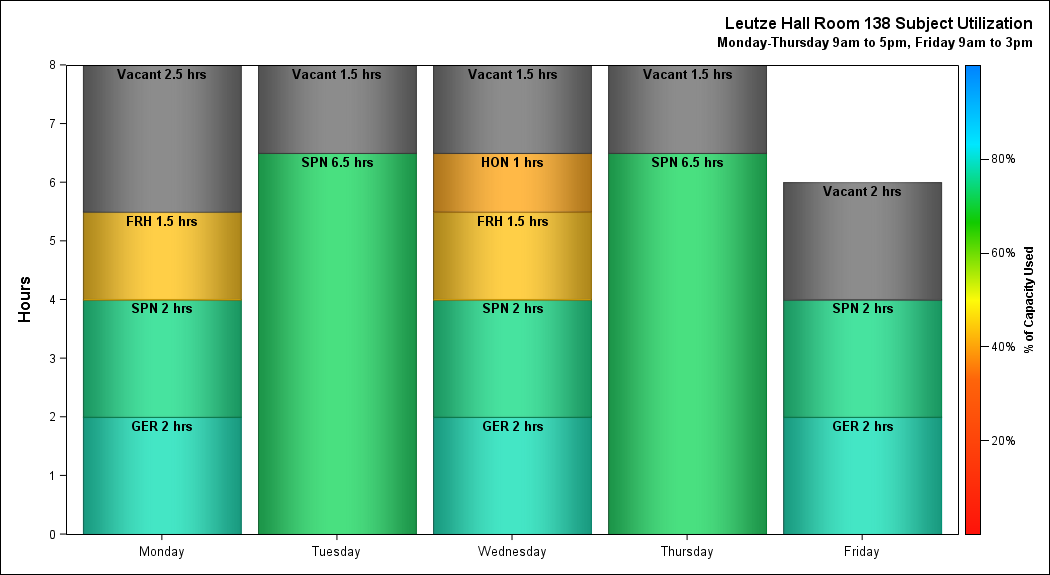 Leutze Hall Room 138 Subject Utilization
Monday-Thursday 9am to 5pm, Friday 9am to 3pm
8
7
6
5
4
3
2
1
0
Hours
Vacant 2.5 hrs
FRH 1.5 hrs
SPN 2 hrs
GER 2 hrs
Vacant 1.5 hrs
SPN 6.5 hrs
Vacant 1.5 hrs
HON 1 hrs
FRH 1.5 hrs
SPN 2 hrs
GER 2 hrs
Vacant 1.5 hrs
SPN 6.5 hrs
Vacant 2 hrs
SPN 2 hrs
GER 2 hrs
Monday
Tuesday
Wednesday
Thursday
Friday
80%
60%
40%
20%
% of Capacity Used